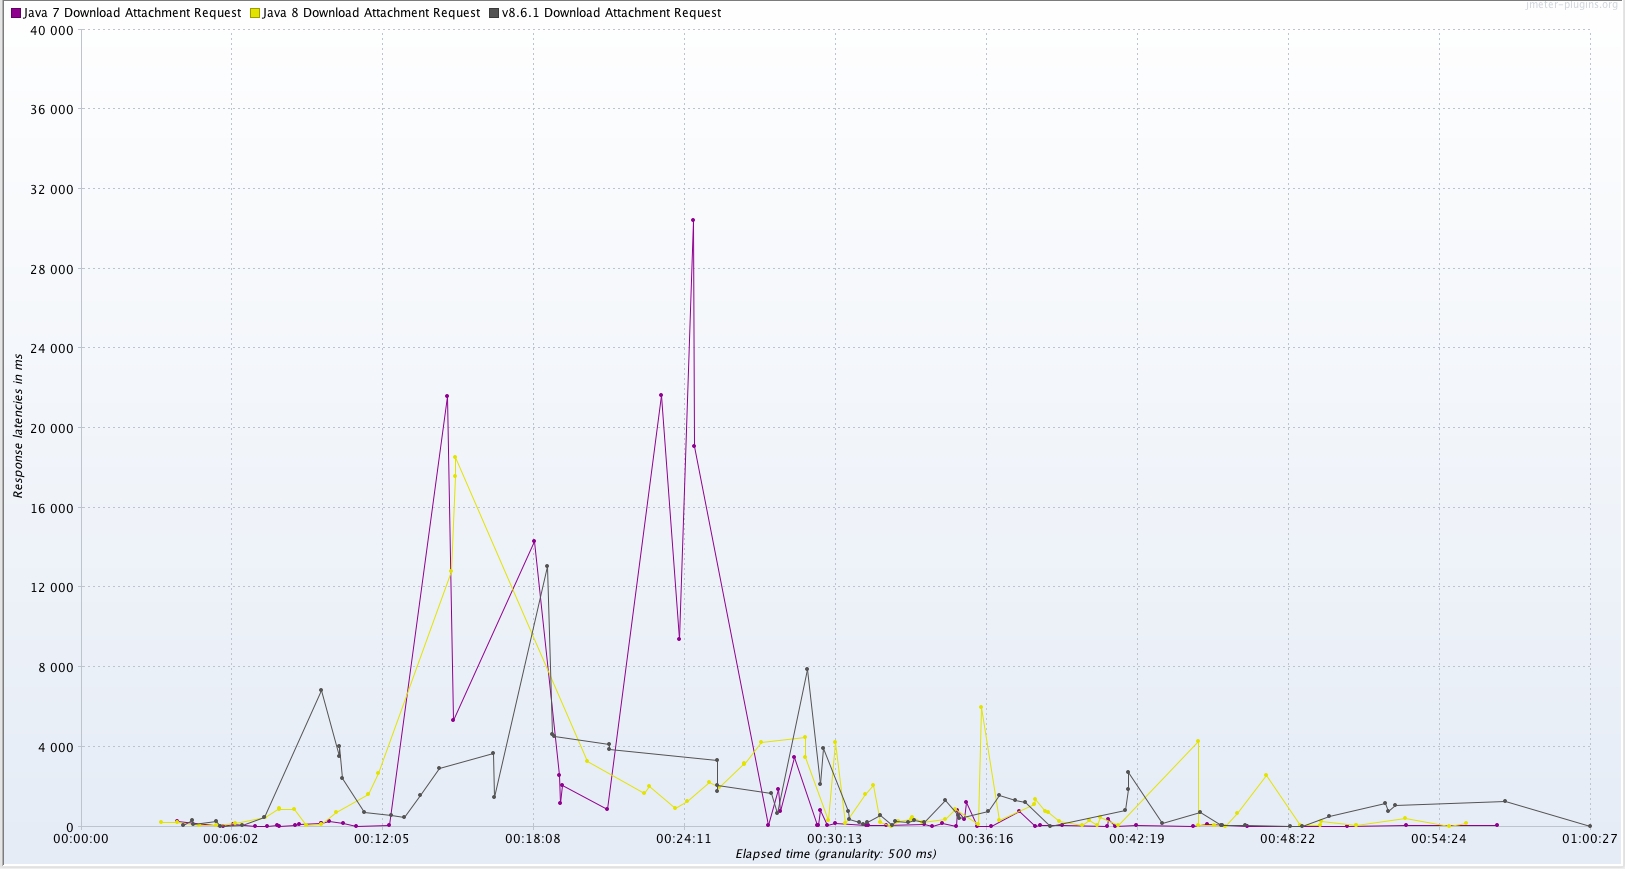 Java 7 Download Attachment Request Java 8 Download Attachment Request v8.6.1 Download Attachment Request
jmeter-plugins.org
40 000
36 000
32 000
28 000
24 000
20 000
16 000
12 000
8 000
4 000
0
Response latencies in ms
00:00:00 00:06:02 00:12:05 00:18:08 00:24:11 00:30:13 00:36:16 00:42:19 00:48:22 00:54:24 01:00:27
Elapsed time (granularity: 500 ms)